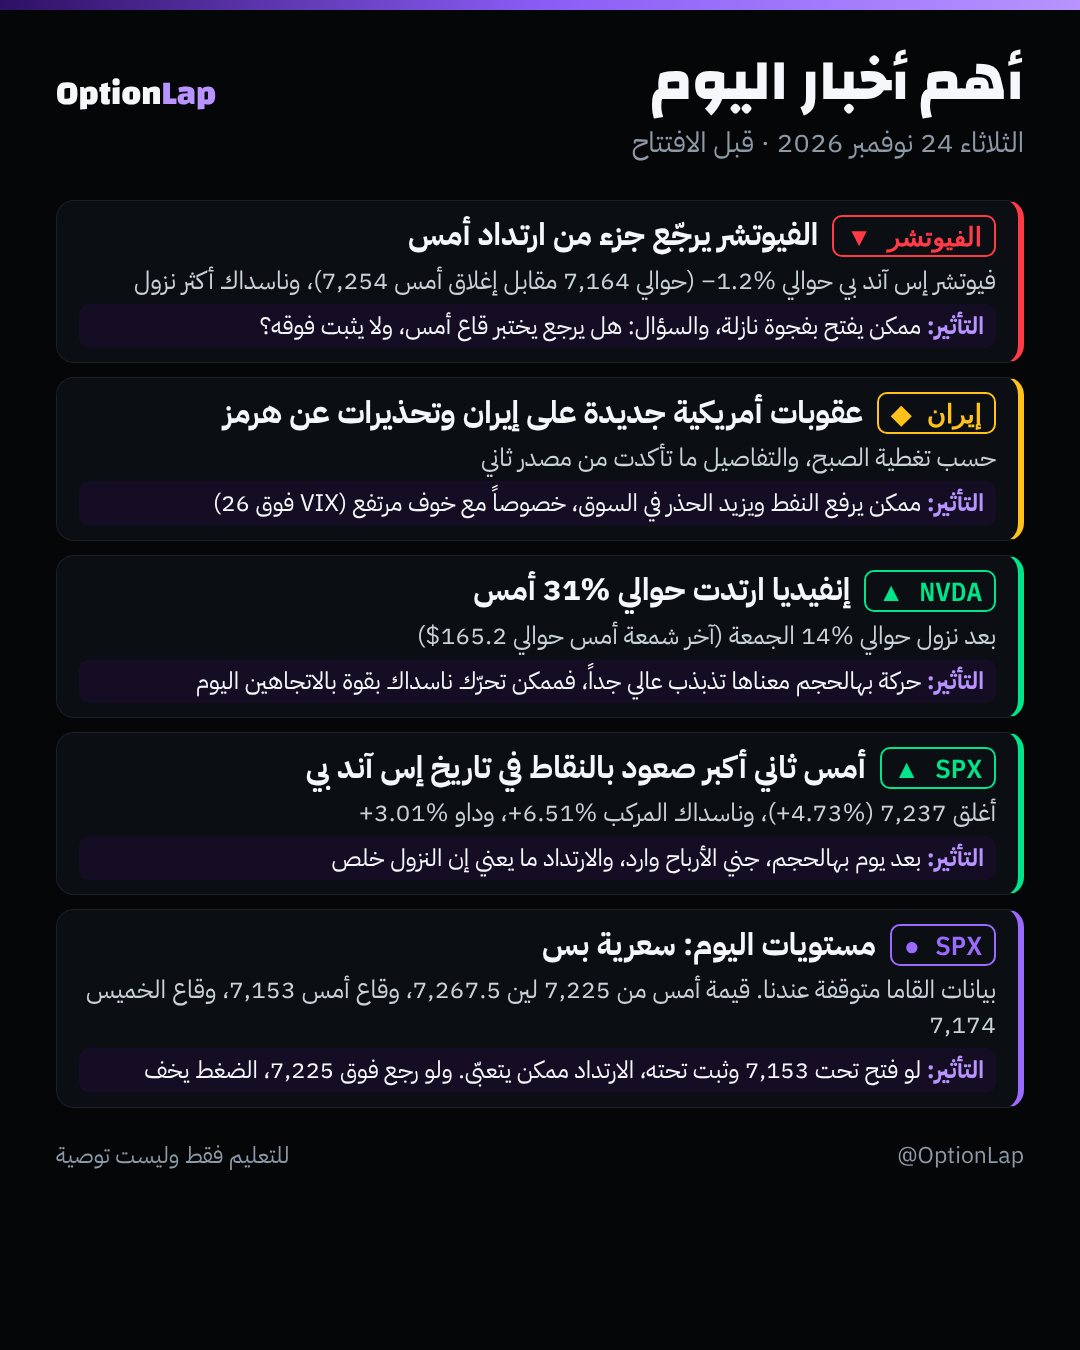 أهم أخبار اليوم
OptionLap
الثلاثاء 24 نوفمبر 2026 · قبل الافتتاح
الفيوتشر ▼ الفيوتشر يرجّع جزء من ارتداد أمس
فيوتشر إس آند بي حوالي 1.2%− (حوالي 7,164 مقابل إغلاق أمس 7,254)، وناسداك أكثر نزول
التأثير: ممكن يفتح بفجوة نازلة، والسؤال: هل يرجع يختبر قاع أمس، ولا يثبت فوقه؟
إيران ◆ عقوبات أمريكية جديدة على إيران وتحذيرات عن هرمز
حسب تغطية الصبح، والتفاصيل ما تأكدت من مصدر ثاني
التأثير: ممكن يرفع النفط ويزيد الحذر في السوق، خصوصاً مع خوف مرتفع (VIX فوق 26)
NVDA ▲ إنفيديا ارتدت حوالي 31% أمس
بعد نزول حوالي 14% الجمعة (آخر شمعة أمس حوالي 165.2$)
التأثير: حركة بهالحجم معناها تذبذب عالي جداً، فممكن تحرّك ناسداك بقوة بالاتجاهين اليوم
SPX ▲ أمس ثاني أكبر صعود بالنقاط في تاريخ إس آند بي
أغلق 7,237 (4.73%+)، وناسداك المركب 6.51%+، وداو 3.01%+
التأثير: بعد يوم بهالحجم، جني الأرباح وارد، والارتداد ما يعني إن النزول خلص
SPX ● مستويات اليوم: سعرية بس
بيانات القاما متوقفة عندنا. قيمة أمس من 7,225 لين 7,267.5، وقاع أمس 7,153، وقاع الخميس
7,174
التأثير: لو فتح تحت 7,153 وثبت تحته، الارتداد ممكن يتعبّى. ولو رجع فوق 7,225، الضغط يخف
@OptionLap
للتعليم فقط وليست توصية